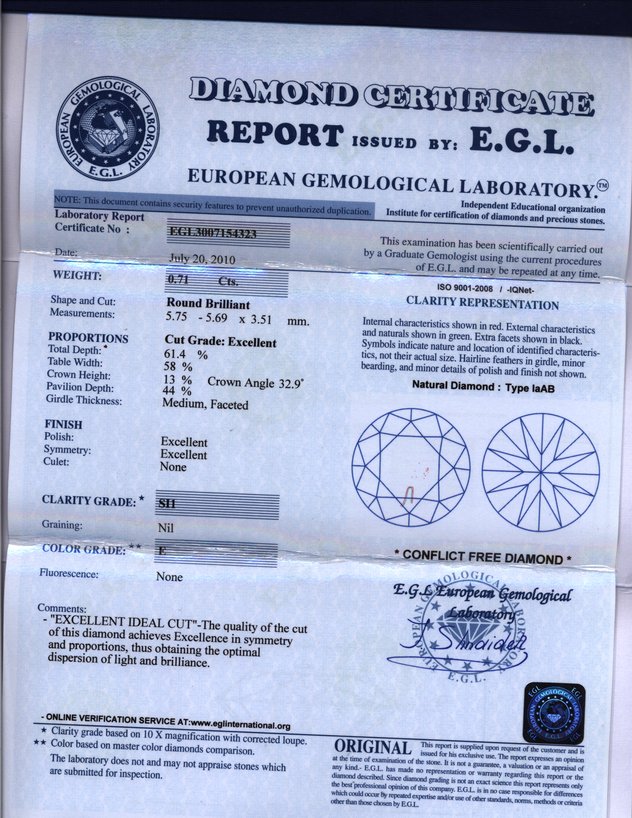 EUROPEAN GEMOLOGICAL LABORATORY
E.G.L.
DIAMOND CERTIFICATE
REPORT ISSUED BY: E.G.L.
EUROPEAN GEMOLOGICAL LABORATORY.™
NOTE: This document contains security features to prevent unauthorized duplication.
Independent Educational organization
Institute for certification of diamonds and precious stones.
Laboratory Report
Certificate No : EGL3007154323
Date: July 20, 2010
This examination has been scientifically carried out
by a Graduate Gemologist using the current procedures
of E.G.L. and may be repeated at any time.
WEIGHT: 0.71 Cts.
Shape and Cut: Round Brilliant
Measurements: 5.75 - 5.69 x 3.51 mm.
PROPORTIONS Cut Grade: Excellent
Total Depth:* 61.4 %
Table Width: 58 %
Crown Height: 13 % Crown Angle 32.9°
Pavilion Depth: 44 %
Girdle Thickness: Medium, Faceted
FINISH
Polish: Excellent
Symmetry: Excellent
Culet: None
CLARITY GRADE: * SI1
Graining: Nil
COLOR GRADE: ** E
Fluorescence: None
Comments:
- "EXCELLENT IDEAL CUT"-The quality of the cut
of this diamond achieves Excellence in symmetry
and proportions, thus obtaining the optimal
dispersion of light and brilliance.
ISO 9001-2008 / -IQNet-
CLARITY REPRESENTATION
Internal characteristics shown in red. External characteristics
and naturals shown in green. Extra facets shown in black.
Symbols indicate nature and location of identified characteris-
tics, not their actual size. Hairline feathers in girdle, minor
bearding, and minor details of polish and finish not shown.
Natural Diamond : Type IaAB
* CONFLICT FREE DIAMOND *
E.G.L European Gemological
Laboratory
EUROPEAN GEMOLOGICAL LABORATORY
E.G.L.
EGL
- ONLINE VERIFICATION SERVICE AT:www.eglinternational.org
* Clarity grade based on 10 X magnification with corrected loupe.
** Color based on master color diamonds comparison.
The laboratory does not and may not appraise stones which
are submitted for inspection.
ORIGINAL This report is supplied upon request of the customer and is
issued for his exclusive use. The report expresses an opinion
at the time of examination of the stone. It is not a guarantee, a valuation or an appraisal of
any kind.- E.G.L. has made no representation or warranty regarding this report or the
diamond described. Since diamond grading is not an exact science this report represents only
the best professional opinion of this company. E.G.L. is in no case responsible for differences
which could occur by repeated expertise and/or use of other standards, norms, methods or criteria
other than those chosen by E.G.L.